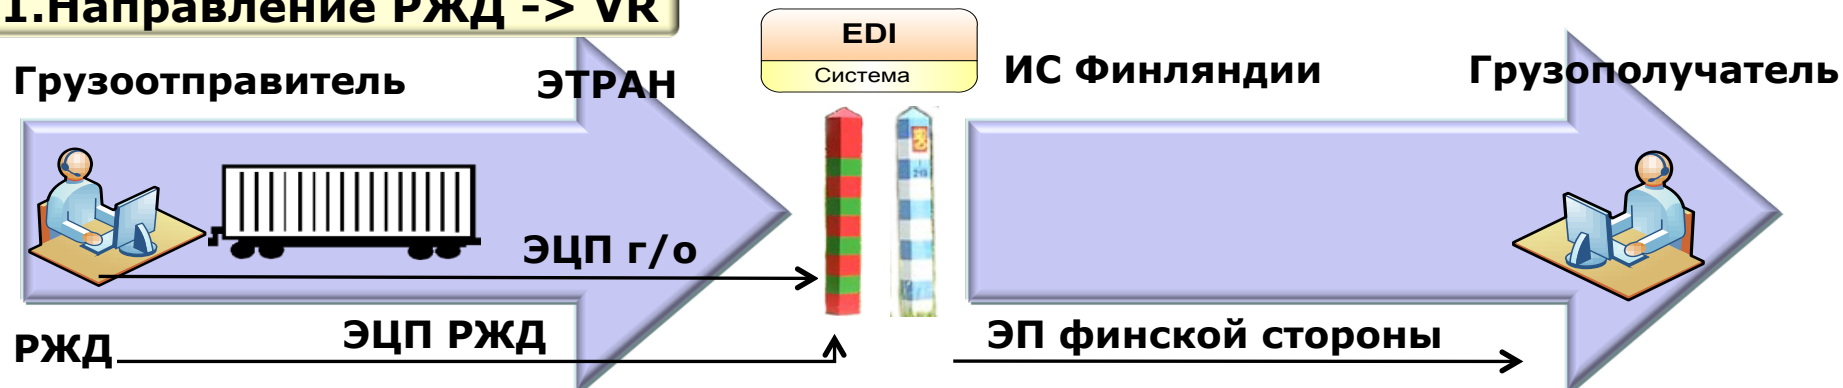 1.Направление РЖД -> VR
EDI
Система
Грузоотправитель
ЭТРАН
ИС Финляндии
Грузополучатель
ЭЦП г/о
РЖД
ЭЦП РЖД
ЭП финской стороны